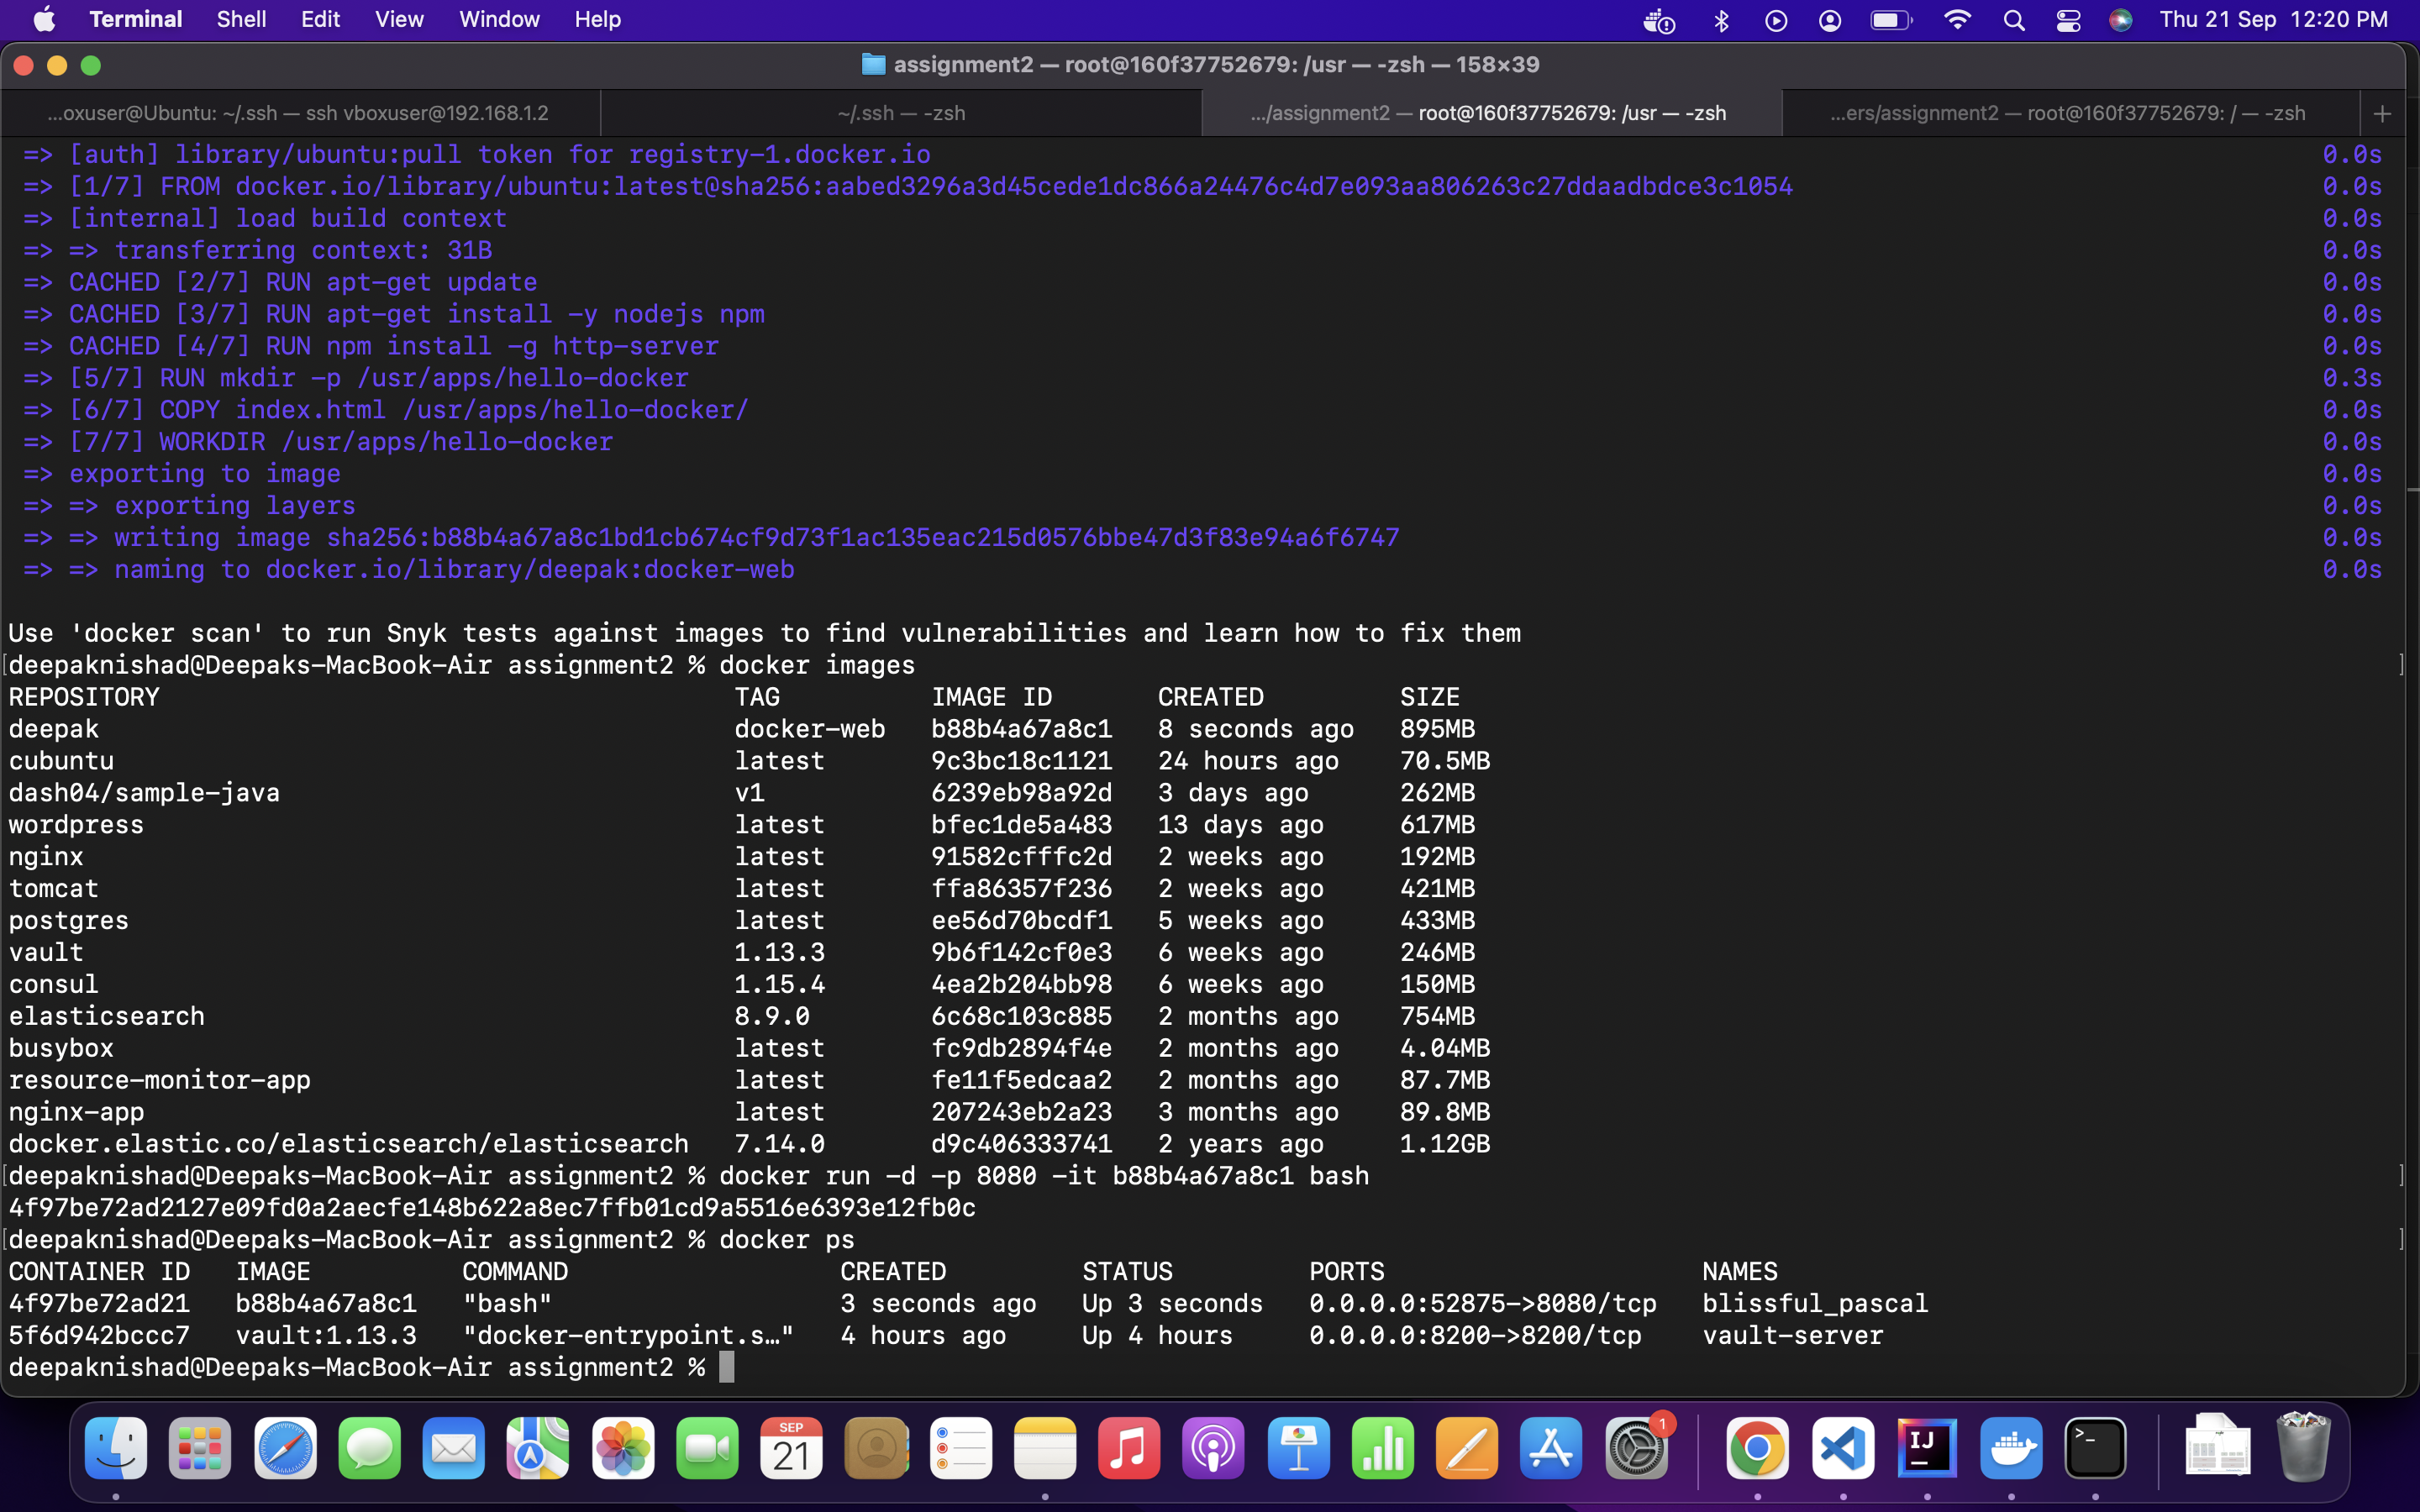 Terminal Shell Edit View Window Help Thu 21 Sep 12:20 PM
assignment2 — root@160f37752679: /usr — -zsh — 158×39
...oxuser@Ubuntu: ~/.ssh — ssh vboxuser@192.168.1.2 ~/.ssh — -zsh .../assignment2 — root@160f37752679: /usr — -zsh ...ers/assignment2 — root@160f37752679: / — -zsh +
=> [auth] library/ubuntu:pull token for registry-1.docker.io 0.0s
=> [1/7] FROM docker.io/library/ubuntu:latest@sha256:aabed3296a3d45cede1dc866a24476c4d7e093aa806263c27ddaadbdce3c1054 0.0s
=> [internal] load build context 0.0s
=> => transferring context: 31B 0.0s
=> CACHED [2/7] RUN apt-get update 0.0s
=> CACHED [3/7] RUN apt-get install -y nodejs npm 0.0s
=> CACHED [4/7] RUN npm install -g http-server 0.0s
=> [5/7] RUN mkdir -p /usr/apps/hello-docker 0.3s
=> [6/7] COPY index.html /usr/apps/hello-docker/ 0.0s
=> [7/7] WORKDIR /usr/apps/hello-docker 0.0s
=> exporting to image 0.0s
=> => exporting layers 0.0s
=> => writing image sha256:b88b4a67a8c1bd1cb674cf9d73f1ac135eac215d0576bbe47d3f83e94a6f6747 0.0s
=> => naming to docker.io/library/deepak:docker-web 0.0s
Use 'docker scan' to run Snyk tests against images to find vulnerabilities and learn how to fix them
[deepaknishad@Deepaks-MacBook-Air assignment2 % docker images ]
REPOSITORY TAG IMAGE ID CREATED SIZE
deepak docker-web b88b4a67a8c1 8 seconds ago 895MB
cubuntu latest 9c3bc18c1121 24 hours ago 70.5MB
dash04/sample-java v1 6239eb98a92d 3 days ago 262MB
wordpress latest bfec1de5a483 13 days ago 617MB
nginx latest 91582cfffc2d 2 weeks ago 192MB
tomcat latest ffa86357f236 2 weeks ago 421MB
postgres latest ee56d70bcdf1 5 weeks ago 433MB
vault 1.13.3 9b6f142cf0e3 6 weeks ago 246MB
consul 1.15.4 4ea2b204bb98 6 weeks ago 150MB
elasticsearch 8.9.0 6c68c103c885 2 months ago 754MB
busybox latest fc9db2894f4e 2 months ago 4.04MB
resource-monitor-app latest fe11f5edcaa2 2 months ago 87.7MB
nginx-app latest 207243eb2a23 3 months ago 89.8MB
docker.elastic.co/elasticsearch/elasticsearch 7.14.0 d9c406333741 2 years ago 1.12GB
[deepaknishad@Deepaks-MacBook-Air assignment2 % docker run -d -p 8080 -it b88b4a67a8c1 bash ]
4f97be72ad2127e09fd0a2aecfe148b622a8ec7ffb01cd9a5516e6393e12fb0c
[deepaknishad@Deepaks-MacBook-Air assignment2 % docker ps ]
CONTAINER ID IMAGE COMMAND CREATED STATUS PORTS NAMES
4f97be72ad21 b88b4a67a8c1 "bash" 3 seconds ago Up 3 seconds 0.0.0.0:52875->8080/tcp blissful_pascal
5f6d942bccc7 vault:1.13.3 "docker-entrypoint.s…" 4 hours ago Up 4 hours 0.0.0.0:8200->8200/tcp vault-server
deepaknishad@Deepaks-MacBook-Air assignment2 %
SEP
21
1
IJ
>_